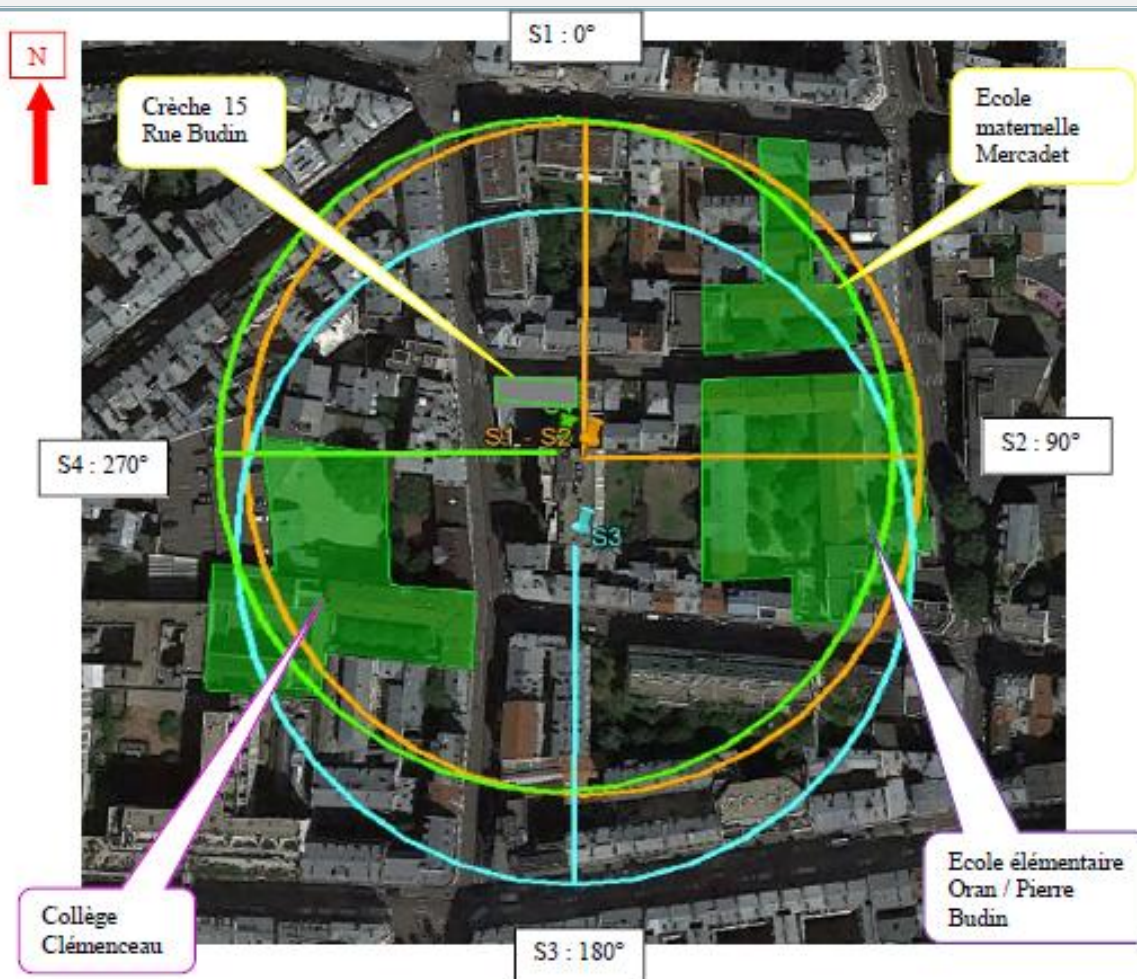 S1 : 0°
N
Crèche 15
Rue Budin
Ecole
maternelle
Mercadet
S1 - S2
S4 : 270°
S2 : 90°
S3
Collège
Clémenceau
Ecole élémentaire
Oran / Pierre
Budin
S3 : 180°